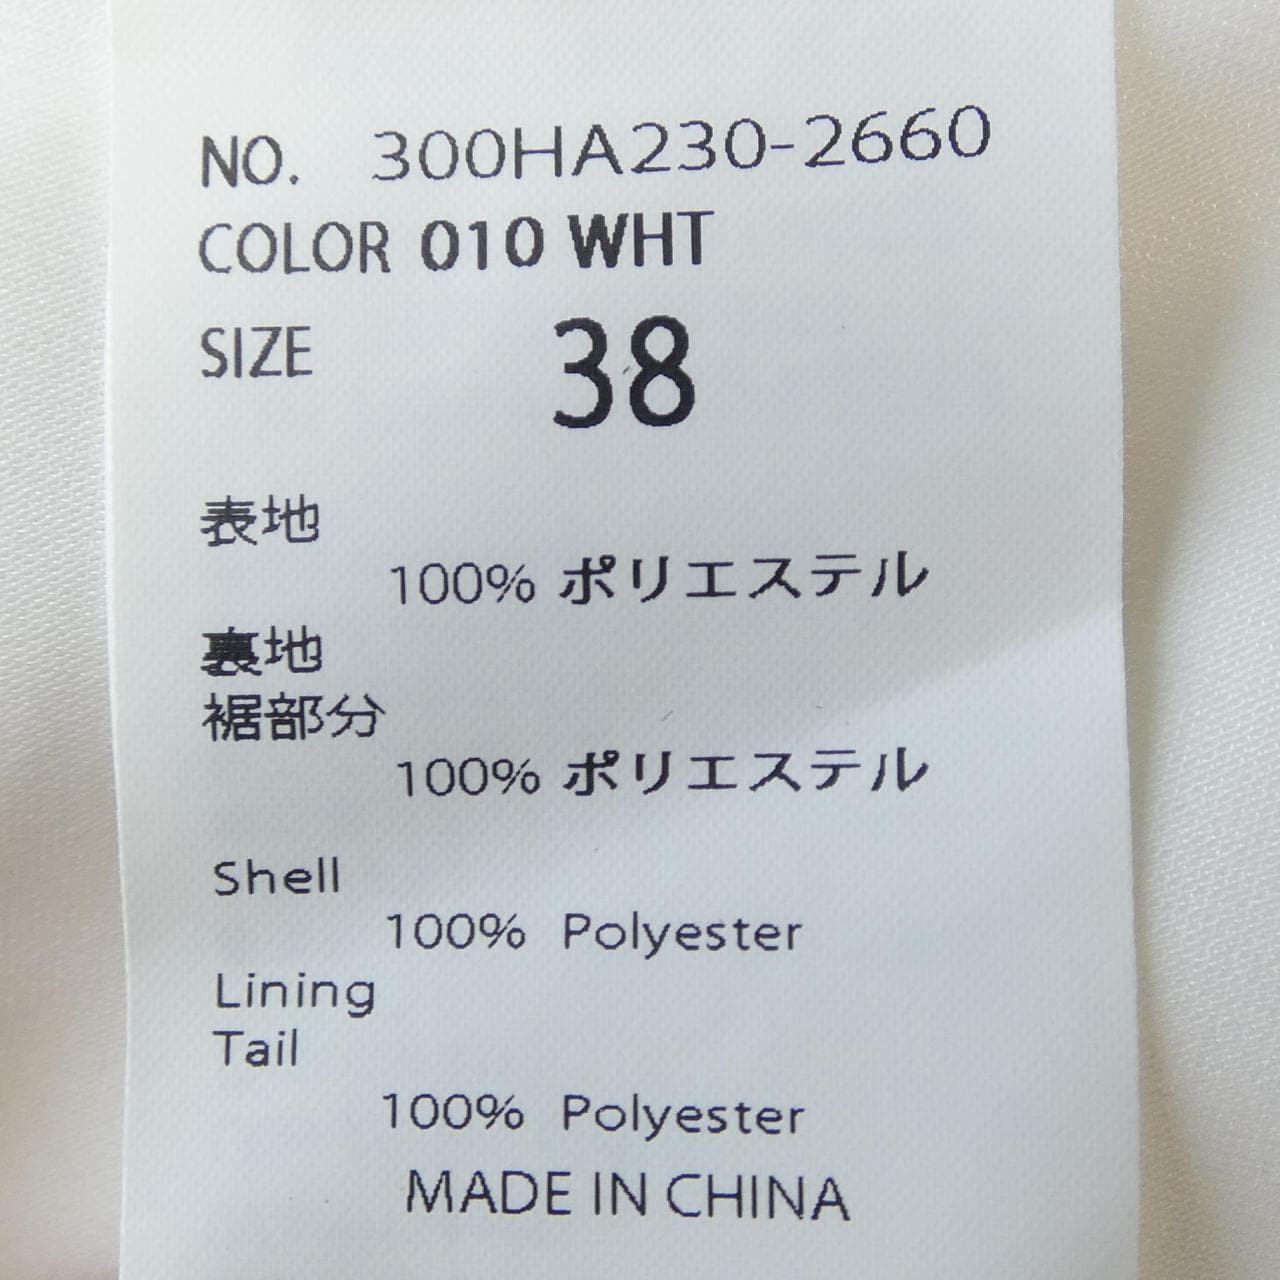 NO. 300HA230-2660
COLOR 010 WHT
SIZE 38
表地
100% ポリエステル
裏地
裾部分
100% ポリエステル
Shell
100% Polyester
Lining
Tail
100% Polyester
MADE IN CHINA